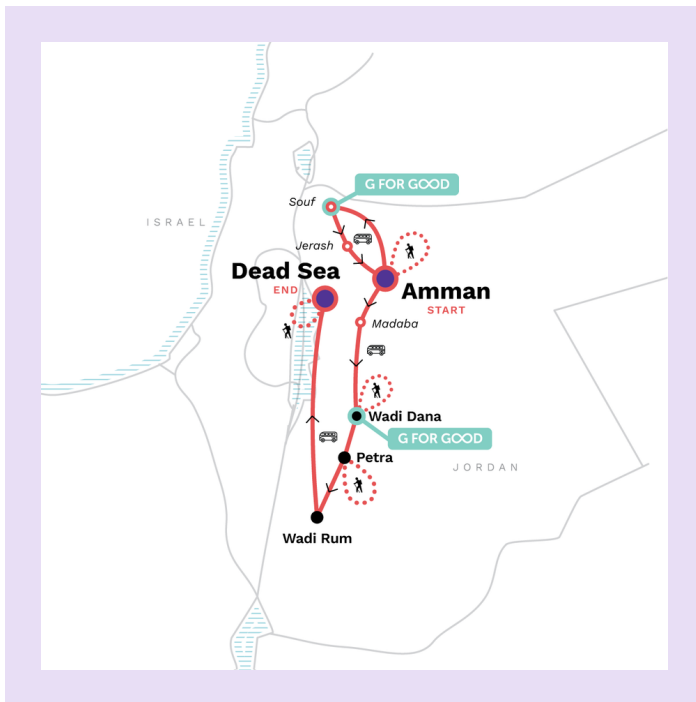 G FOR GOOD
Souf
ISRAEL
Jerash
Dead Sea
END
Amman
START
Madaba
Wadi Dana
G FOR GOOD
Petra
JORDAN
Wadi Rum